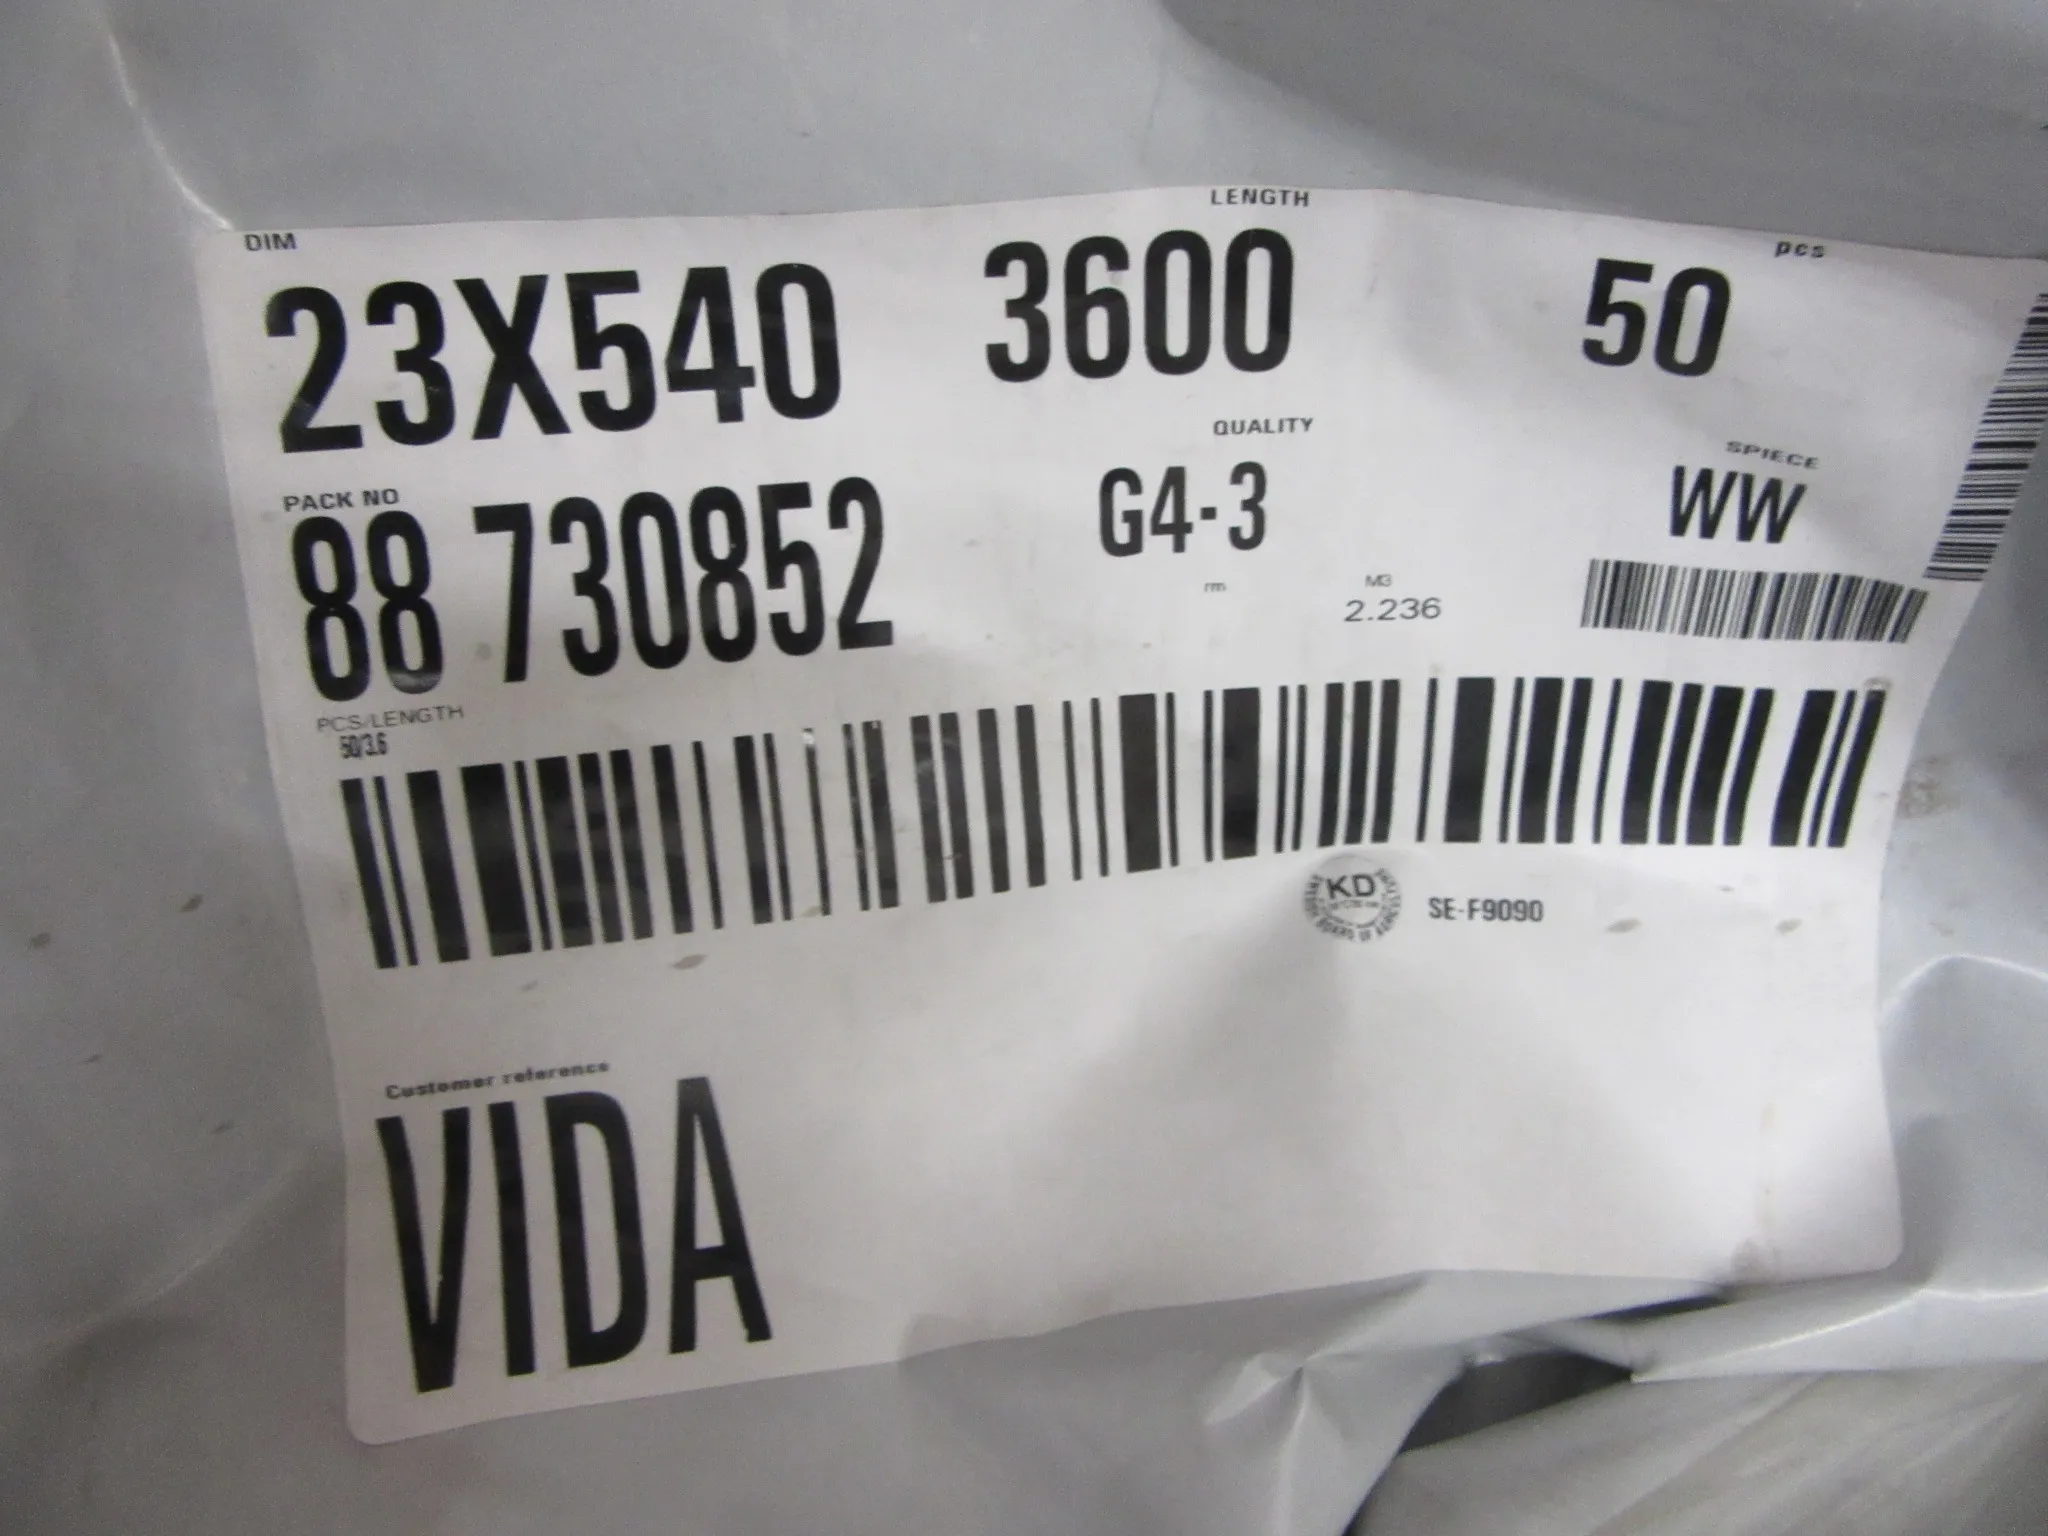 DIM LENGTH pcs
23X540 3600 50
PACK NO QUALITY SPIECE
88 730852 G4-3 WW
rm M3
2.236
PCS/LENGTH
50/3.6
KD SE-F9090
Customer reference
VIDA